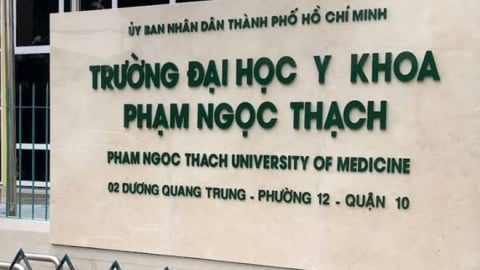 ỦY BAN NHÂN DÂN THÀNH PHỐ HỒ CHÍ MINH
TRƯỜNG ĐẠI HỌC Y KHOA
PHẠM NGỌC THẠCH
PHAM NGOC THACH UNIVERSITY OF MEDICINE
02 DƯƠNG QUANG TRUNG - PHƯỜNG 12 - QUẬN 10